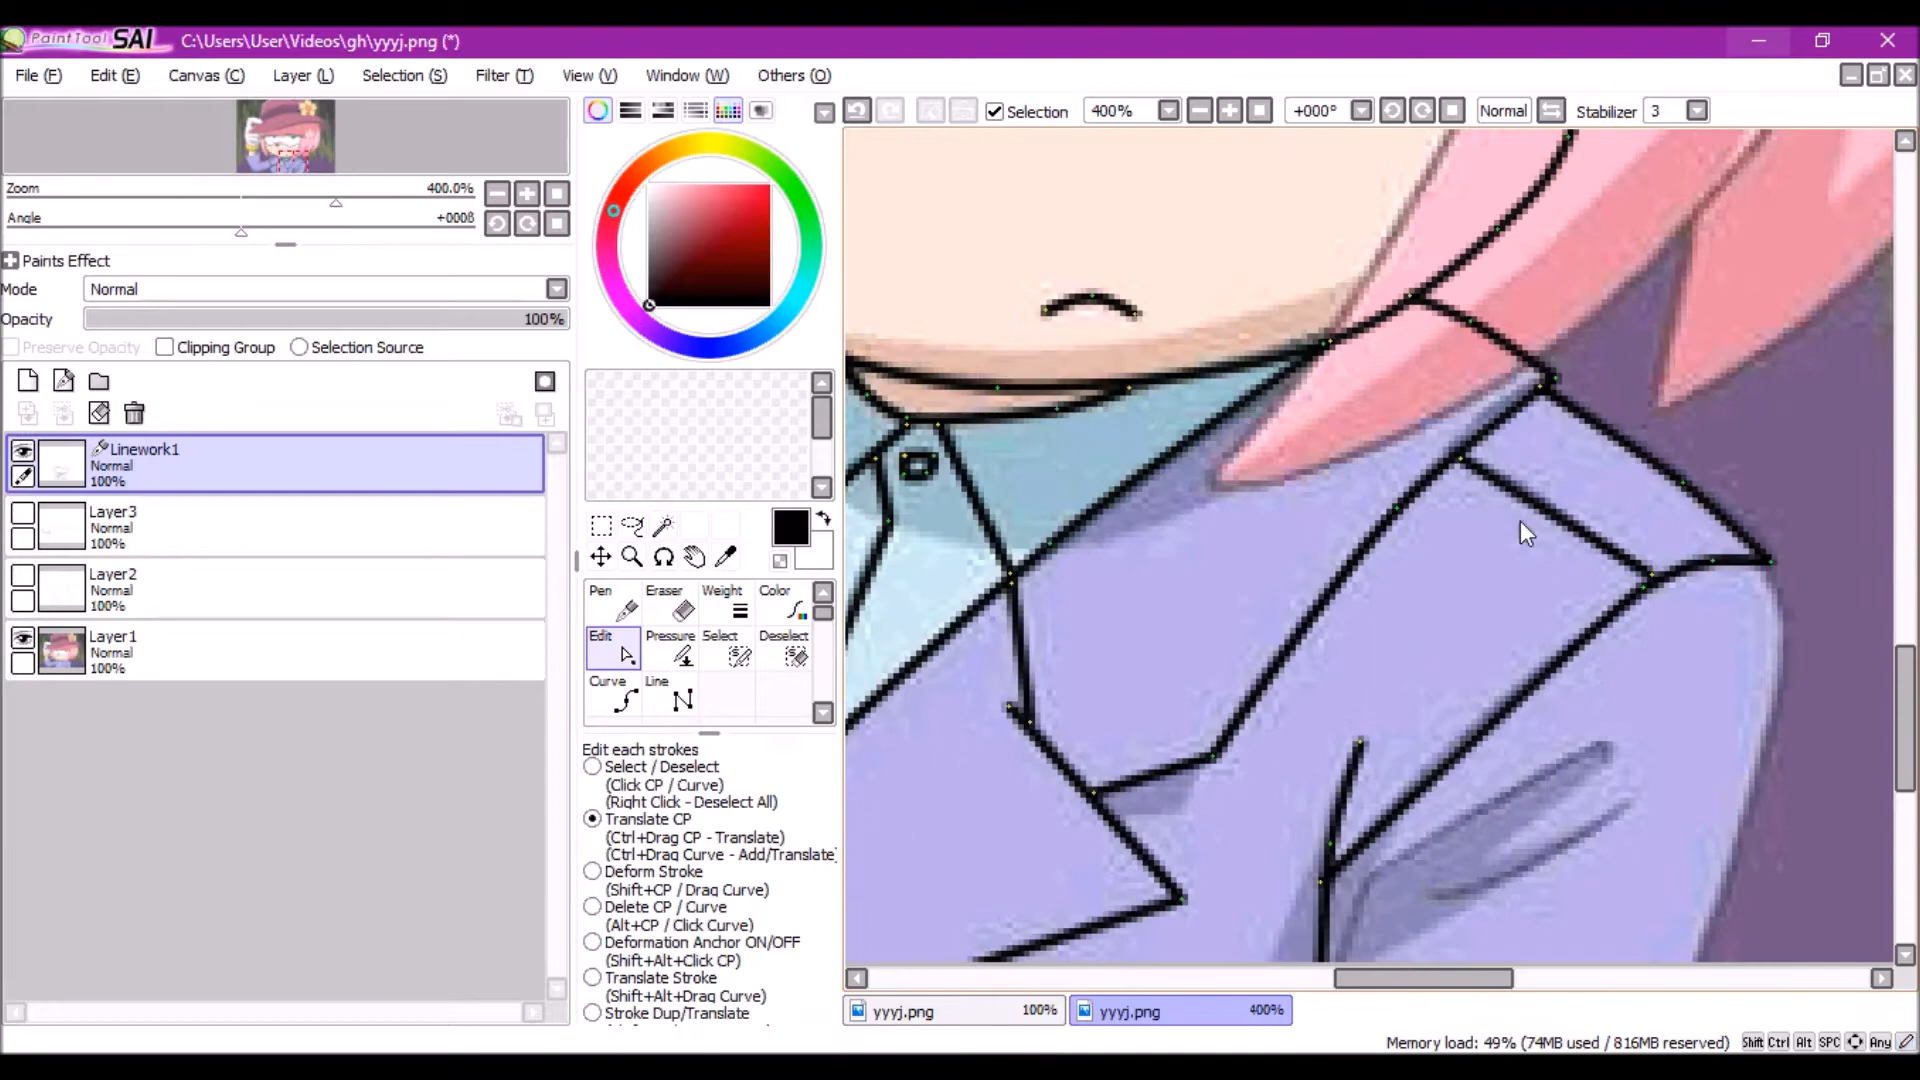 PaintTool SAI C:\Users\User\Videos\gh\yyyj.png (*)
File (F) Edit (E) Canvas (C) Layer (L) Selection (S) Filter (T) View (V) Window (W) Others (O)
Selection 400% +000° Normal Stabilizer 3
Zoom 400.0%
Angle +000ß
Paints Effect
Mode Normal
Opacity 100%
Preserve Opacity Clipping Group Selection Source
Linework1
Normal
100%
Layer3
Normal
100%
Layer2
Normal
100%
Layer1
Normal
100%
Pen Eraser Weight Color
Edit Pressure Select Deselect
Curve Line
Edit each strokes
Select / Deselect
(Click CP / Curve)
(Right Click - Deselect All)
Translate CP
(Ctrl+Drag CP - Translate)
(Ctrl+Drag Curve - Add/Translate)
Deform Stroke
(Shift+CP / Drag Curve)
Delete CP / Curve
(Alt+CP / Click Curve)
Deformation Anchor ON/OFF
(Shift+Alt+Click CP)
Translate Stroke
(Shift+Alt+Drag Curve)
Stroke Dup/Translate
yyyj.png 100% yyyj.png 400%
Memory load: 49% (74MB used / 816MB reserved) Shift Ctrl Alt SPC Any